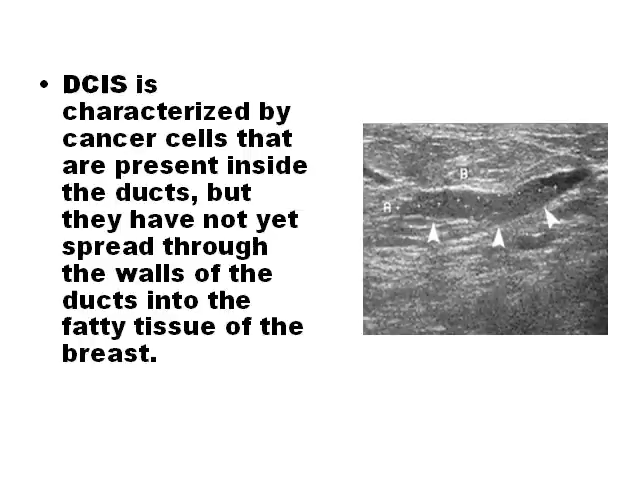 • DCIS is
characterized by
cancer cells that
are present inside
the ducts, but
they have not yet
spread through
the walls of the
ducts into the
fatty tissue of the
breast.
B
A